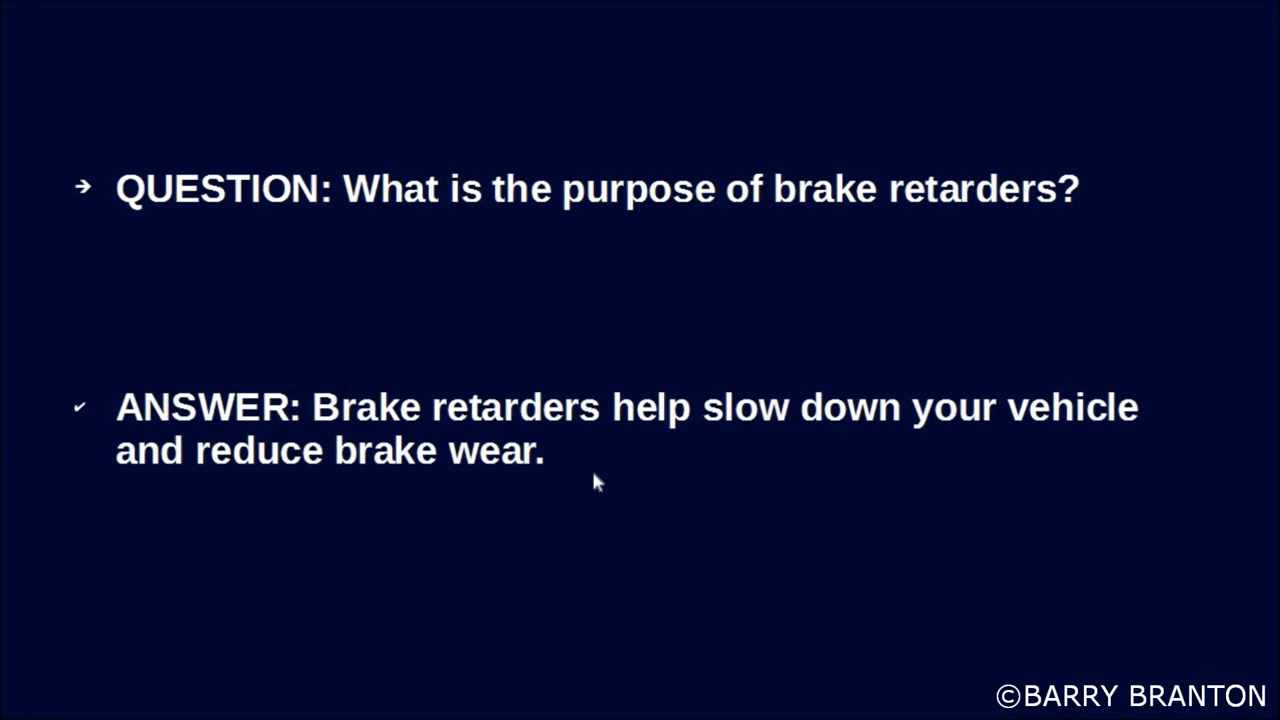 ➔ QUESTION: What is the purpose of brake retarders?
✔ ANSWER: Brake retarders help slow down your vehicle
and reduce brake wear.
©BARRY BRANTON